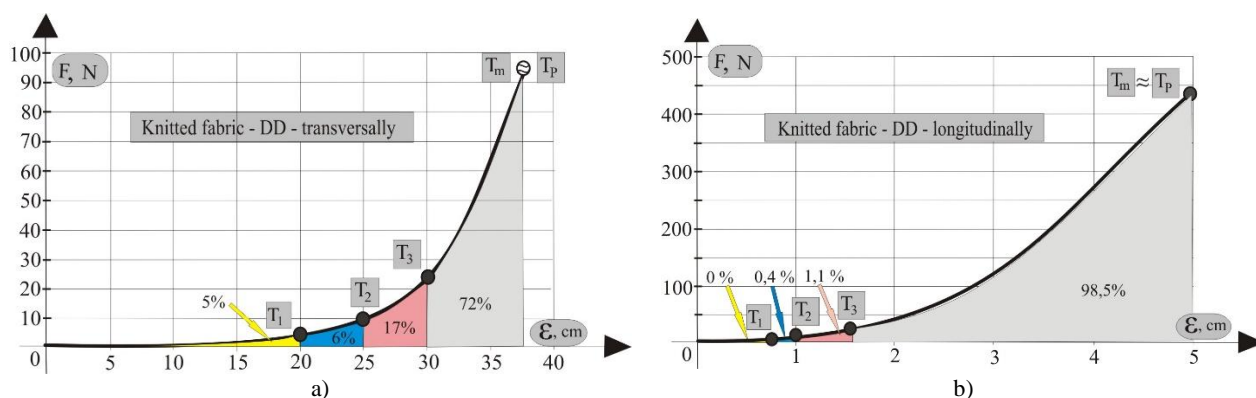 100
90
80
70
60
50
40
30
20
10
0
F, N
Knitted fabric - DD - transversally
5%
T1
T2
T3
Tm Tp
6%
17%
72%
ε, cm
5 10 15 20 25 30 35 40
a)
500
400
300
200
100
0
F, N
Knitted fabric - DD - longitudinally
0 %
0,4 %
1,1 %
T1
T2
T3
Tm ≈ Tp
98,5%
ε, cm
1 2 3 4 5
b)